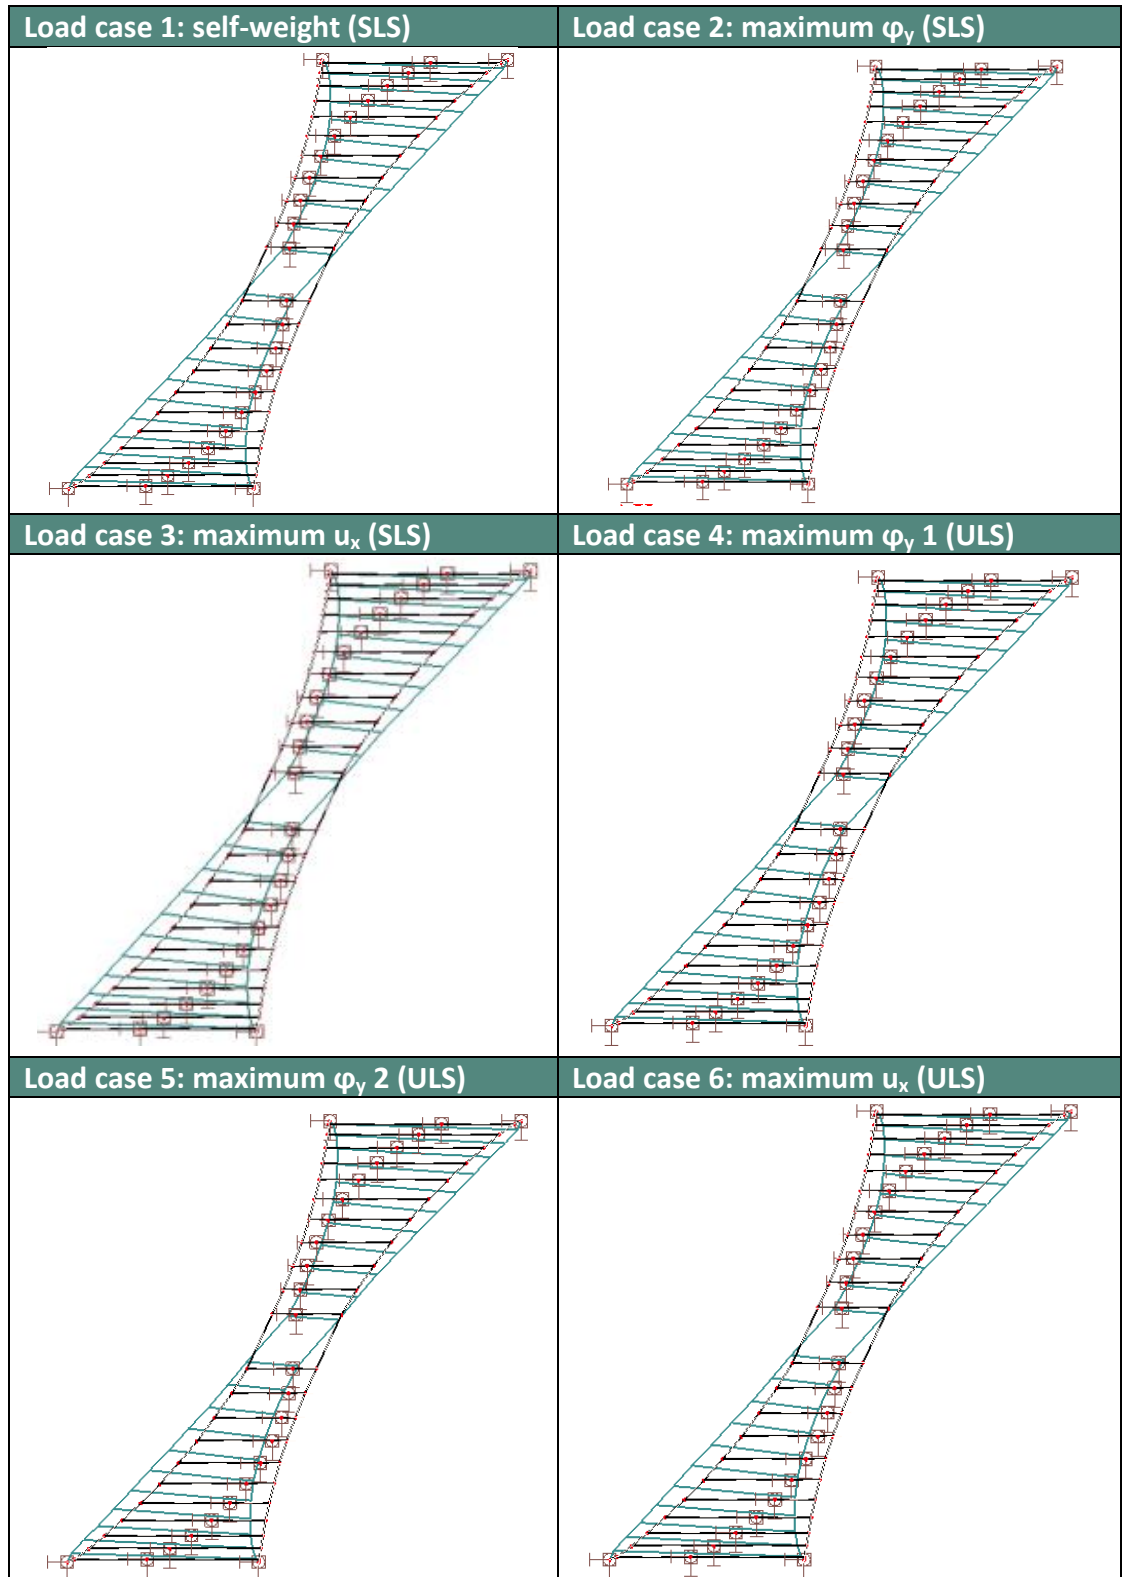 Load case 1: self-weight (SLS)
Load case 2: maximum φy (SLS)
Load case 3: maximum ux (SLS)
Load case 4: maximum φy 1 (ULS)
Load case 5: maximum φy 2 (ULS)
Load case 6: maximum ux (ULS)